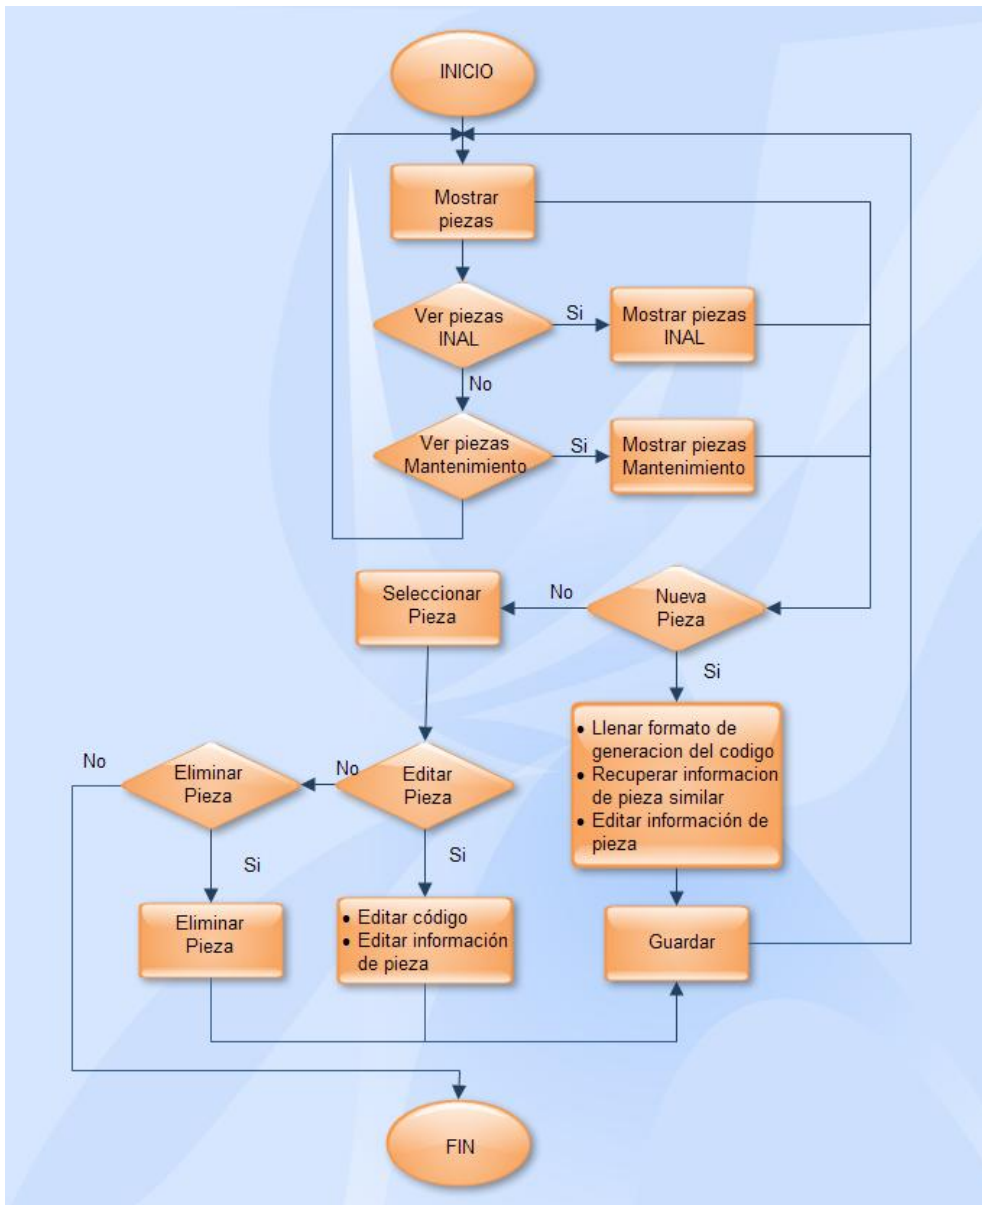 INICIO
Mostrar
piezas
Ver piezas
INAL
Si
Mostrar piezas
INAL
No
Ver piezas
Mantenimiento
Si
Mostrar piezas
Mantenimiento
Seleccionar
Pieza
No
Nueva
Pieza
Si
• Llenar formato de
generacion del codigo
• Recuperar informacion
de pieza similar
• Editar información de
pieza
No
Eliminar
Pieza
No
Editar
Pieza
Si
Si
Eliminar
Pieza
• Editar código
• Editar información
de pieza
Guardar
FIN